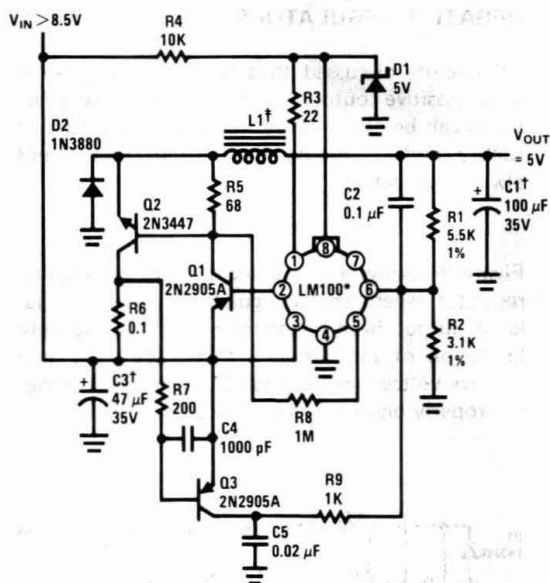 VIN > 8.5V
R4
10K
D1
5V
R3
22
L1†
D2
1N3880
VOUT
= 5V
Q2
2N3447
R5
68
C2
0.1 μF
R1
5.5K
1%
C1†
100 μF
35V
Q1
2N2905A
1
8
7
2
LM100*
6
3
4
5
R6
0.1
R2
3.1K
1%
C3†
47 μF
35V
R7
200
C4
1000 pF
R8
1M
Q3
2N2905A
R9
1K
C5
0.02 μF